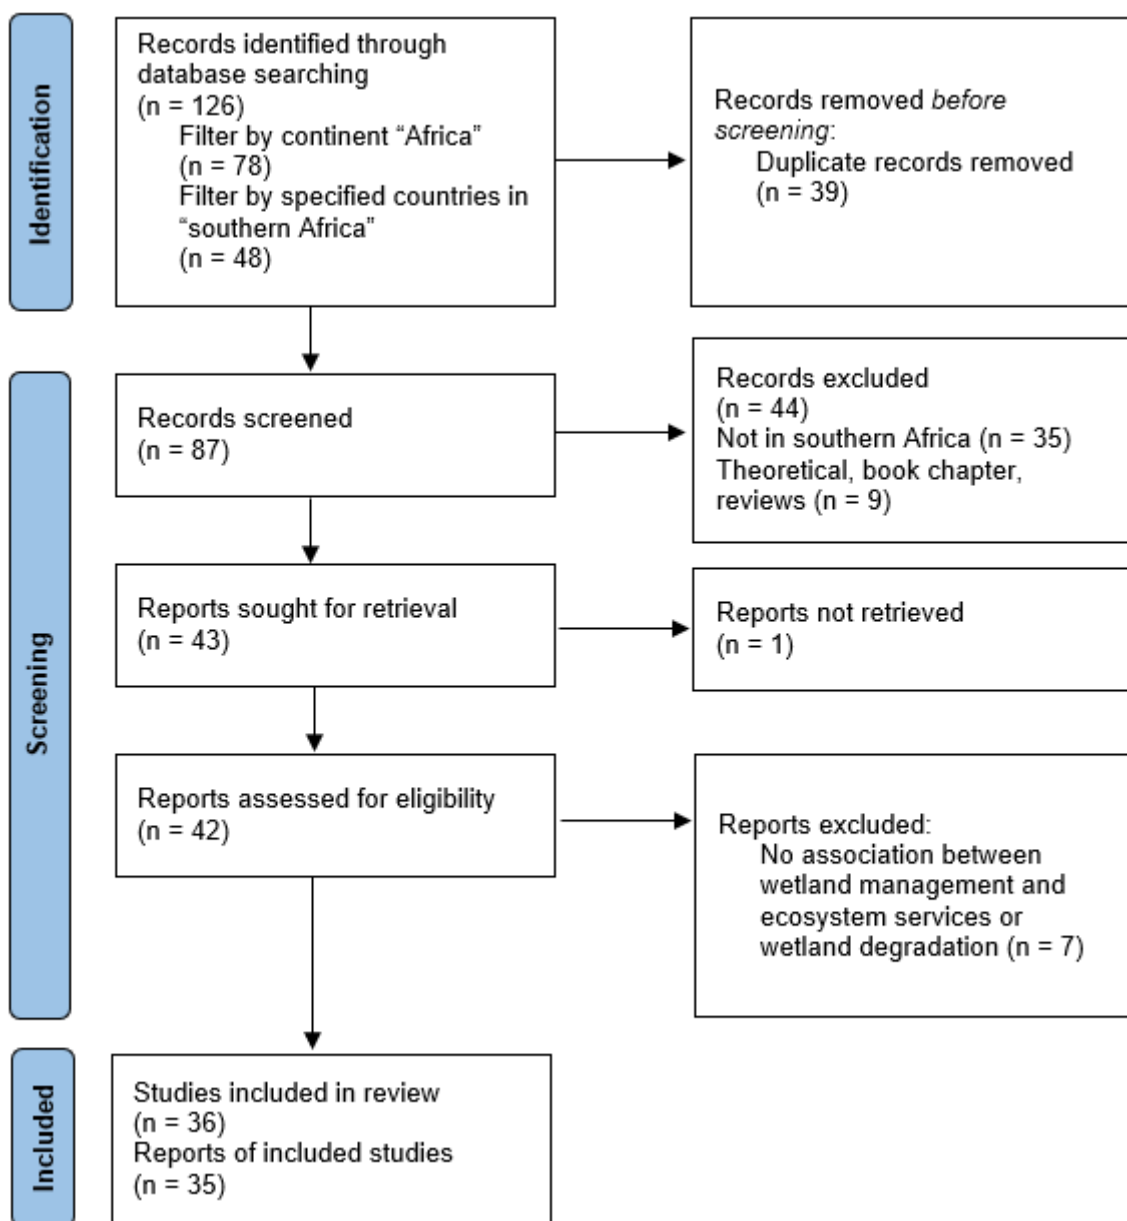 Identification
Records identified through
database searching
(n = 126)
Filter by continent “Africa”
(n = 78)
Filter by specified countries in
“southern Africa”
(n = 48)
Records removed before
screening:
Duplicate records removed
(n = 39)
Screening
Records screened
(n = 87)
Records excluded
(n = 44)
Not in southern Africa (n = 35)
Theoretical, book chapter,
reviews (n = 9)
Reports sought for retrieval
(n = 43)
Reports not retrieved
(n = 1)
Reports assessed for eligibility
(n = 42)
Reports excluded:
No association between
wetland management and
ecosystem services or
wetland degradation (n = 7)
Included
Studies included in review
(n = 36)
Reports of included studies
(n = 35)